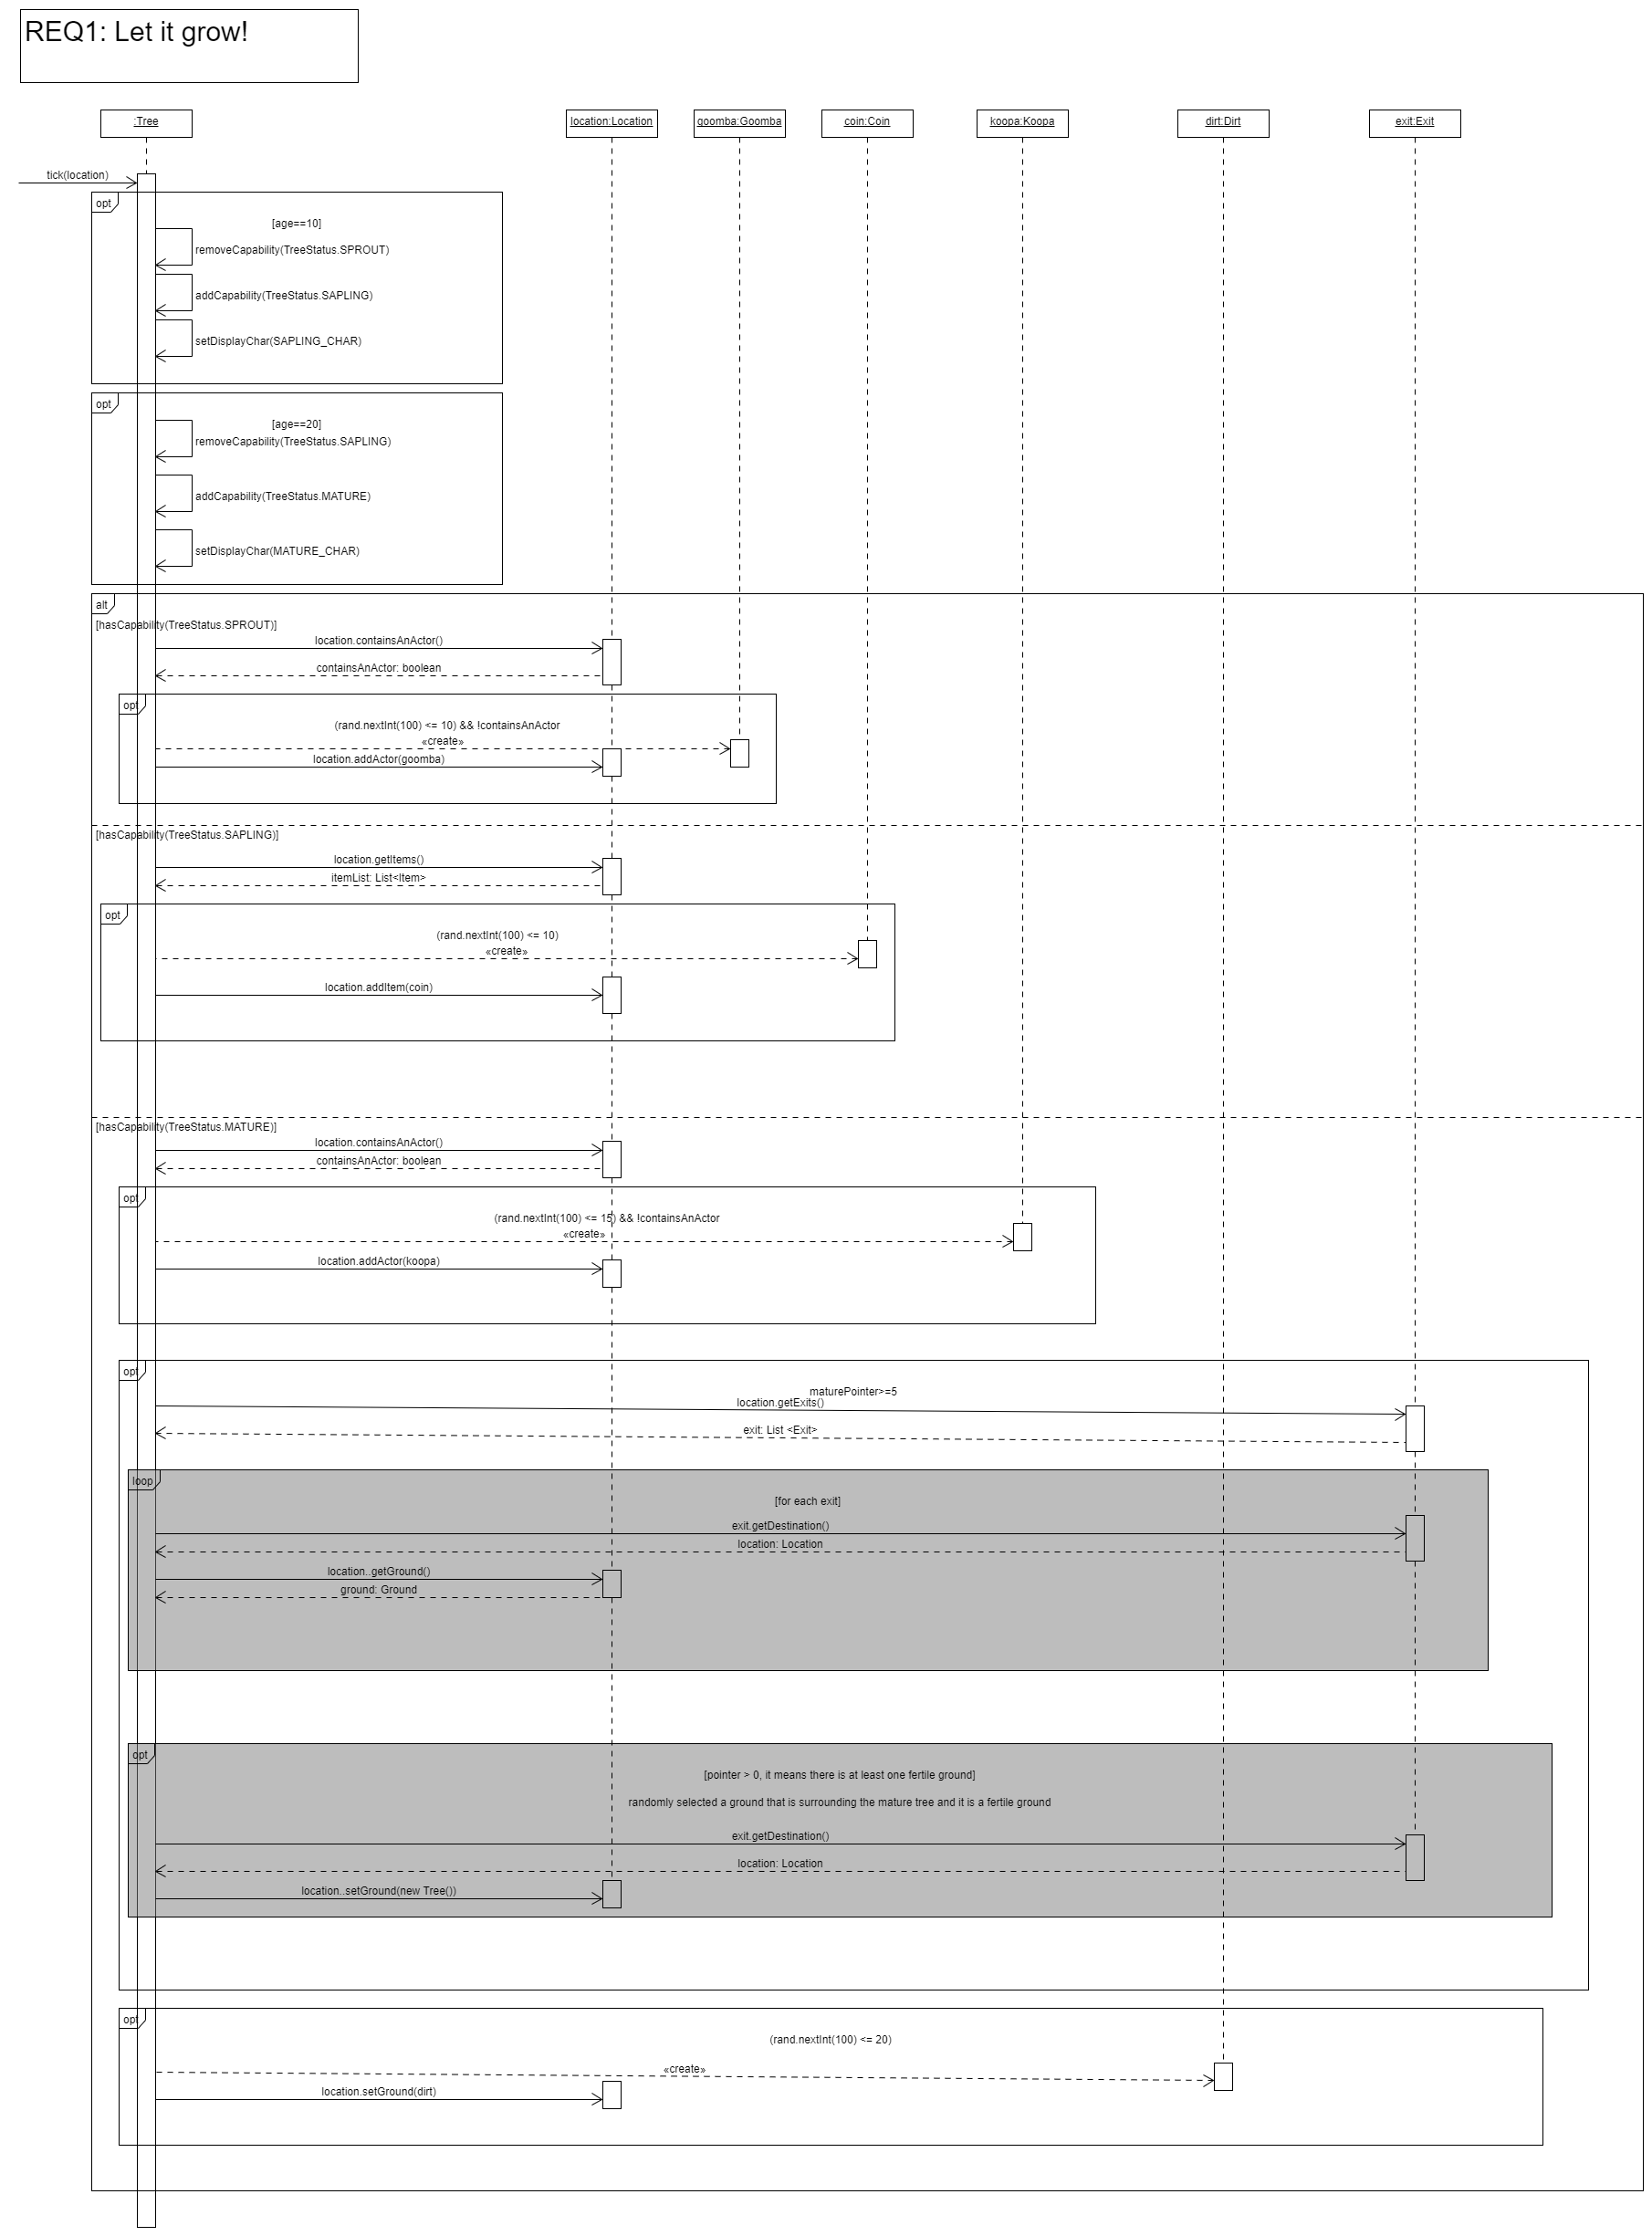 REQ1: Let it grow!
:Tree
location:Location
goomba:Goomba
coin:Coin
koopa:Koopa
dirt:Dirt
exit:Exit
tick(location)
opt
[age==10]
removeCapability(TreeStatus.SPROUT)
addCapability(TreeStatus.SAPLING)
setDisplayChar(SAPLING_CHAR)
opt
[age==20]
removeCapability(TreeStatus.SAPLING)
addCapability(TreeStatus.MATURE)
setDisplayChar(MATURE_CHAR)
alt
[hasCapability(TreeStatus.SPROUT)]
location.containsAnActor()
containsAnActor: boolean
opt
(rand.nextInt(100) <= 10) && !containsAnActor
«create»
location.addActor(goomba)
[hasCapability(TreeStatus.SAPLING)]
location.getItems()
itemList: List<Item>
opt
(rand.nextInt(100) <= 10)
«create»
location.addItem(coin)
[hasCapability(TreeStatus.MATURE)]
location.containsAnActor()
containsAnActor: boolean
opt
(rand.nextInt(100) <= 15) && !containsAnActor
«create»
location.addActor(koopa)
opt
maturePointer>=5
location.getExits()
exit: List <Exit>
loop
[for each exit]
exit.getDestination()
location: Location
location..getGround()
ground: Ground
opt
[pointer > 0, it means there is at least one fertile ground]
randomly selected a ground that is surrounding the mature tree and it is a fertile ground
exit.getDestination()
location: Location
location..setGround(new Tree())
opt
(rand.nextInt(100) <= 20)
«create»
location.setGround(dirt)